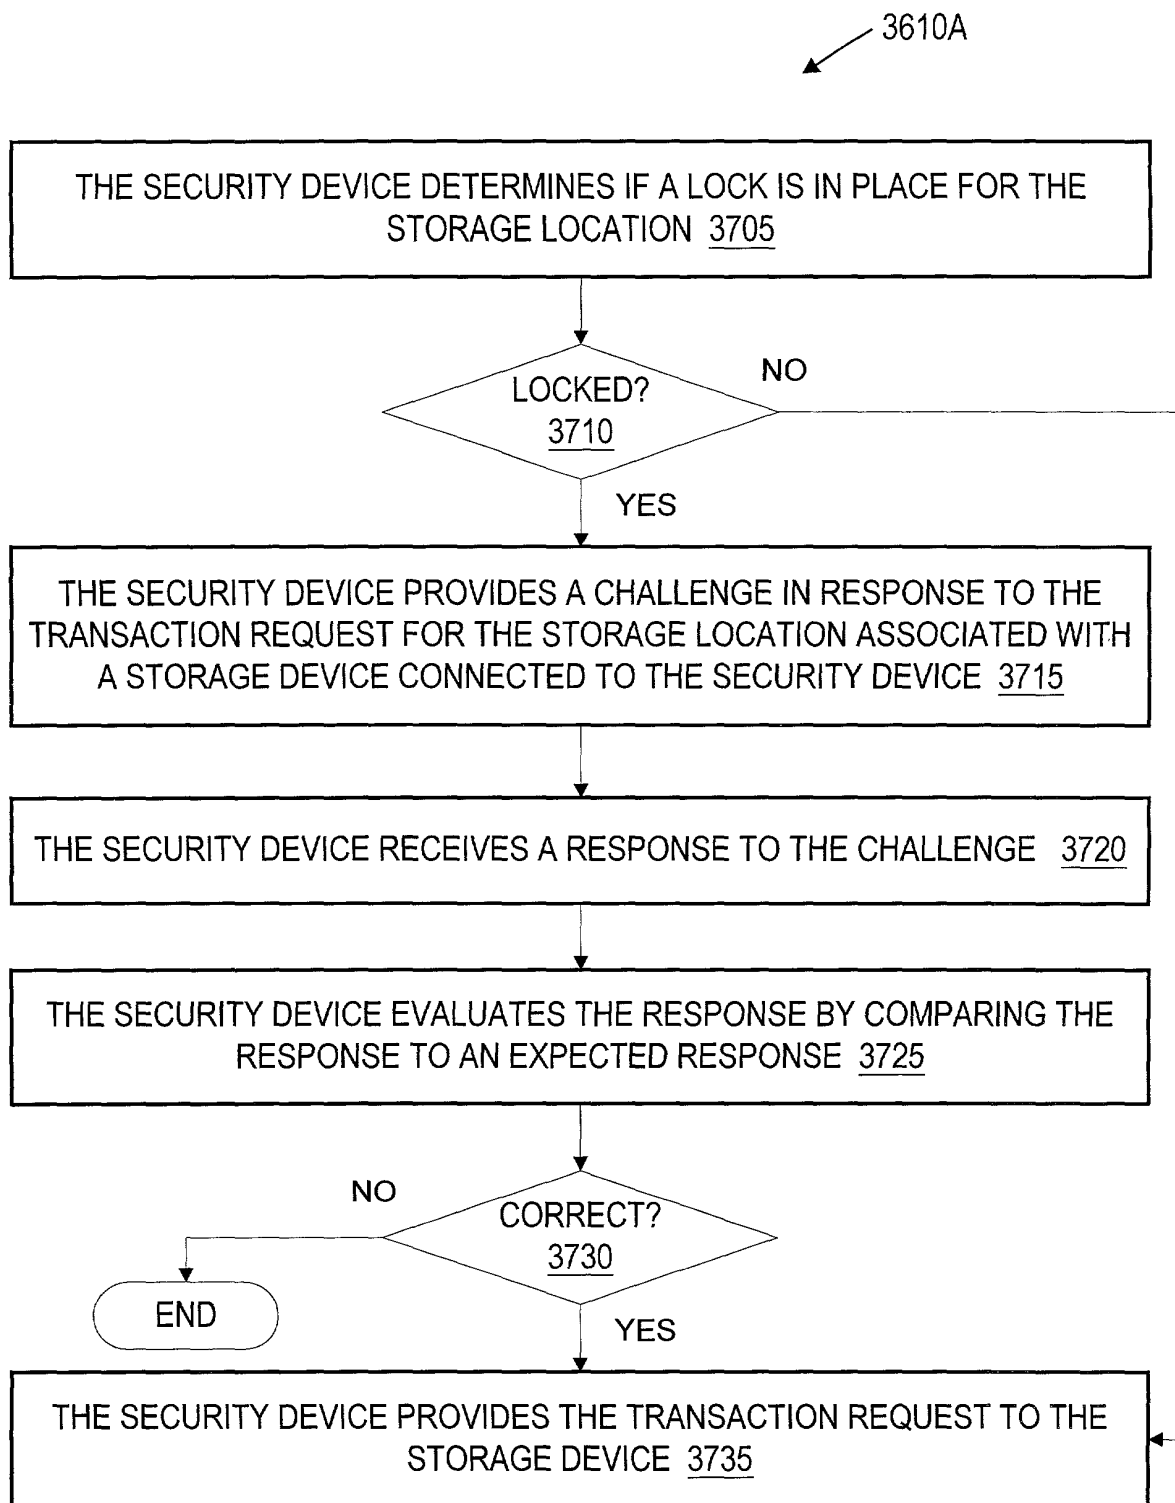 3610A
THE SECURITY DEVICE DETERMINES IF A LOCK IS IN PLACE FOR THE
STORAGE LOCATION 3705
LOCKED?
3710
NO
YES
THE SECURITY DEVICE PROVIDES A CHALLENGE IN RESPONSE TO THE
TRANSACTION REQUEST FOR THE STORAGE LOCATION ASSOCIATED WITH
A STORAGE DEVICE CONNECTED TO THE SECURITY DEVICE 3715
THE SECURITY DEVICE RECEIVES A RESPONSE TO THE CHALLENGE 3720
THE SECURITY DEVICE EVALUATES THE RESPONSE BY COMPARING THE
RESPONSE TO AN EXPECTED RESPONSE 3725
NO
CORRECT?
3730
END
YES
THE SECURITY DEVICE PROVIDES THE TRANSACTION REQUEST TO THE
STORAGE DEVICE 3735